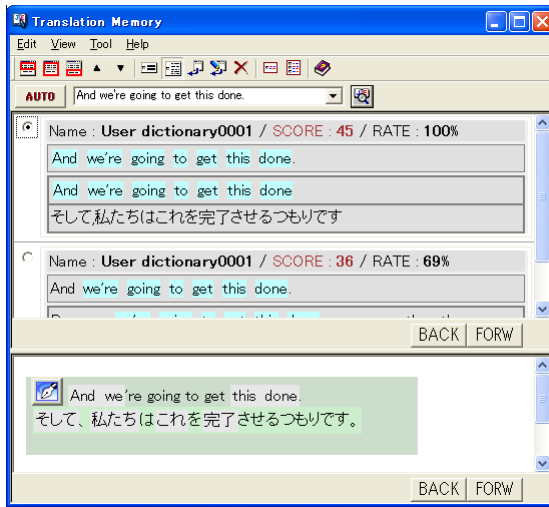 Translation Memory
Edit View Tool Help
AUTO And we're going to get this done.
Name : User dictionary0001 / SCORE : 45 / RATE : 100%
And we're going to get this done.
And we're going to get this done
そして,私たちはこれを完了させるつもりです
Name : User dictionary0001 / SCORE : 36 / RATE : 69%
And we're going to get this done.
BACK FORW
And we're going to get this done.
そして、私たちはこれを完了させるつもりです。
BACK FORW